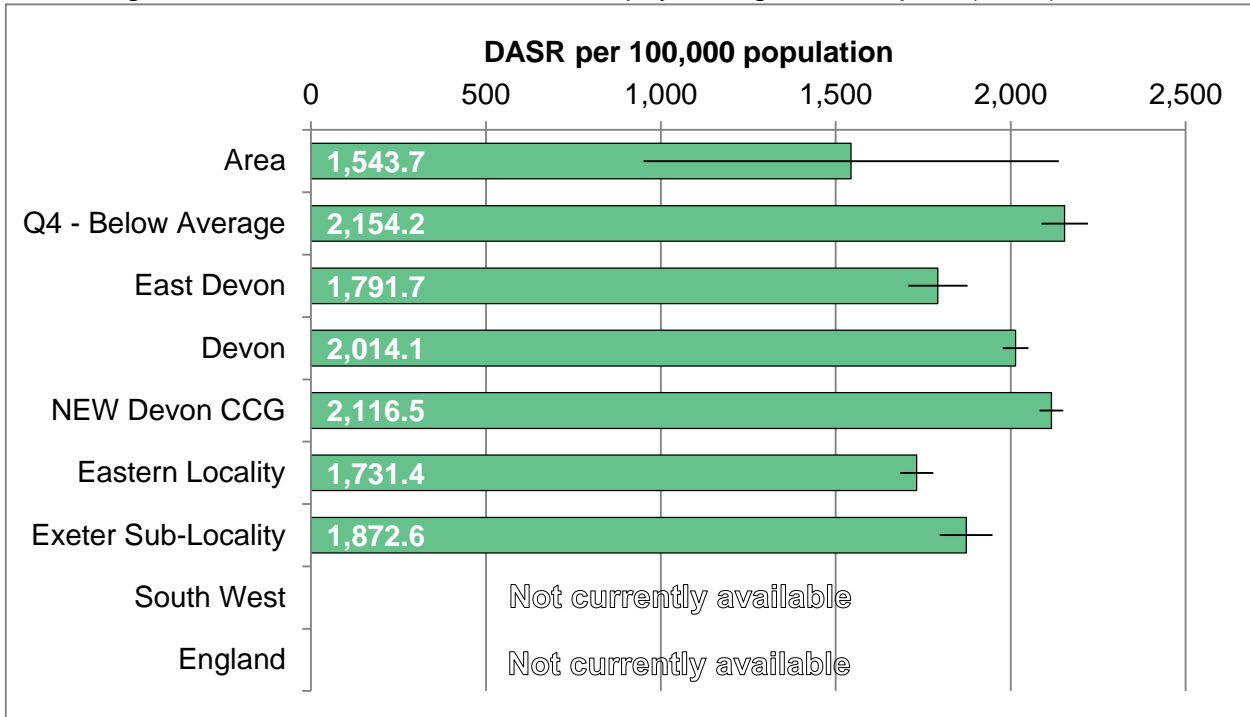 DASR per 100,000 population
0 500 1,000 1,500 2,000 2,500
Area 1,543.7
Q4 - Below Average 2,154.2
East Devon 1,791.7
Devon 2,014.1
NEW Devon CCG 2,116.5
Eastern Locality 1,731.4
Exeter Sub-Locality 1,872.6
South West Not currently available
England Not currently available